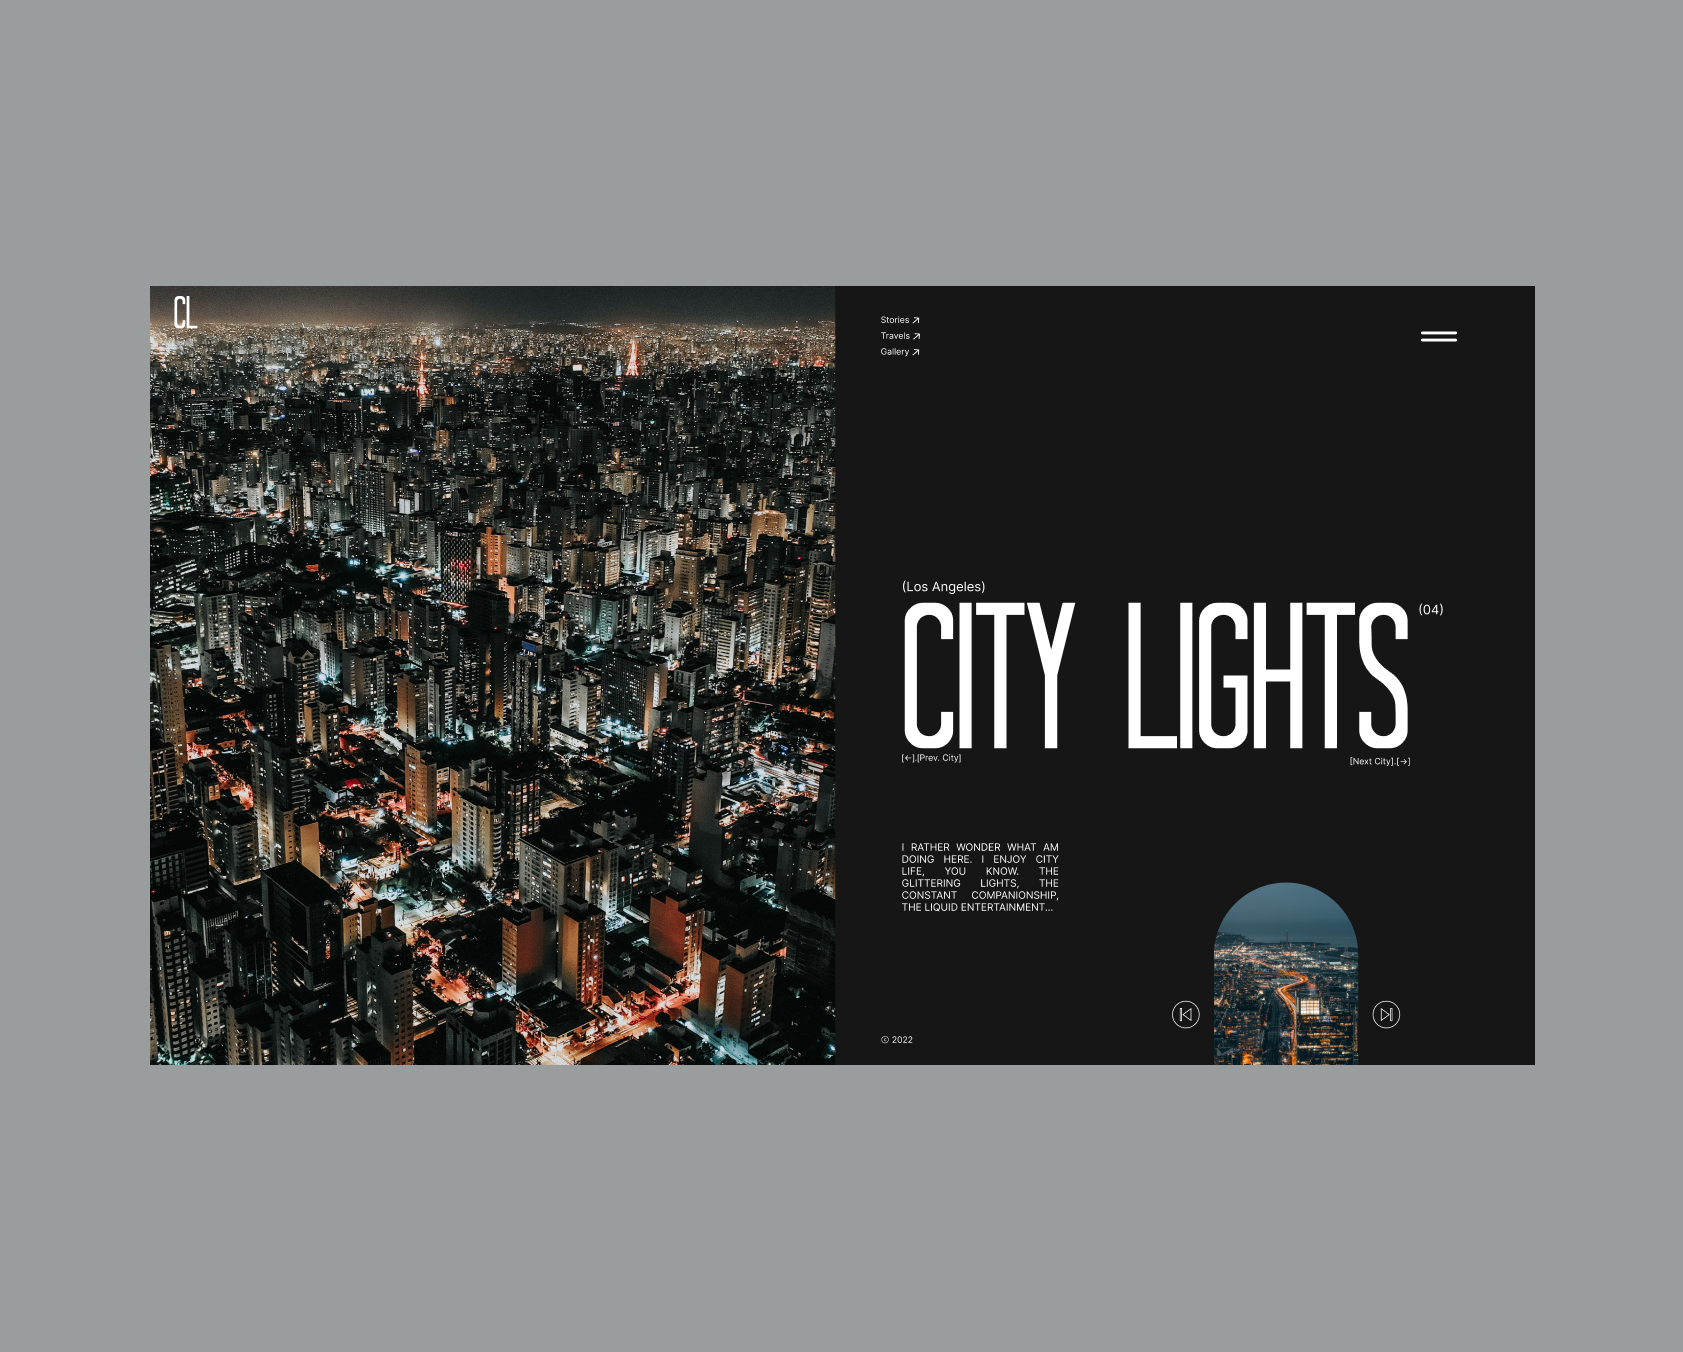 CL
Stories ↗
Travels ↗
Gallery ↗
(Los Angeles)
CITY LIGHTS (04)
[←].[Prev. City]
[Next City].[→]
I RATHER WONDER WHAT AM
DOING HERE. I ENJOY CITY
LIFE, YOU KNOW. THE
GLITTERING LIGHTS, THE
CONSTANT COMPANIONSHIP,
THE LIQUID ENTERTAINMENT...
© 2022